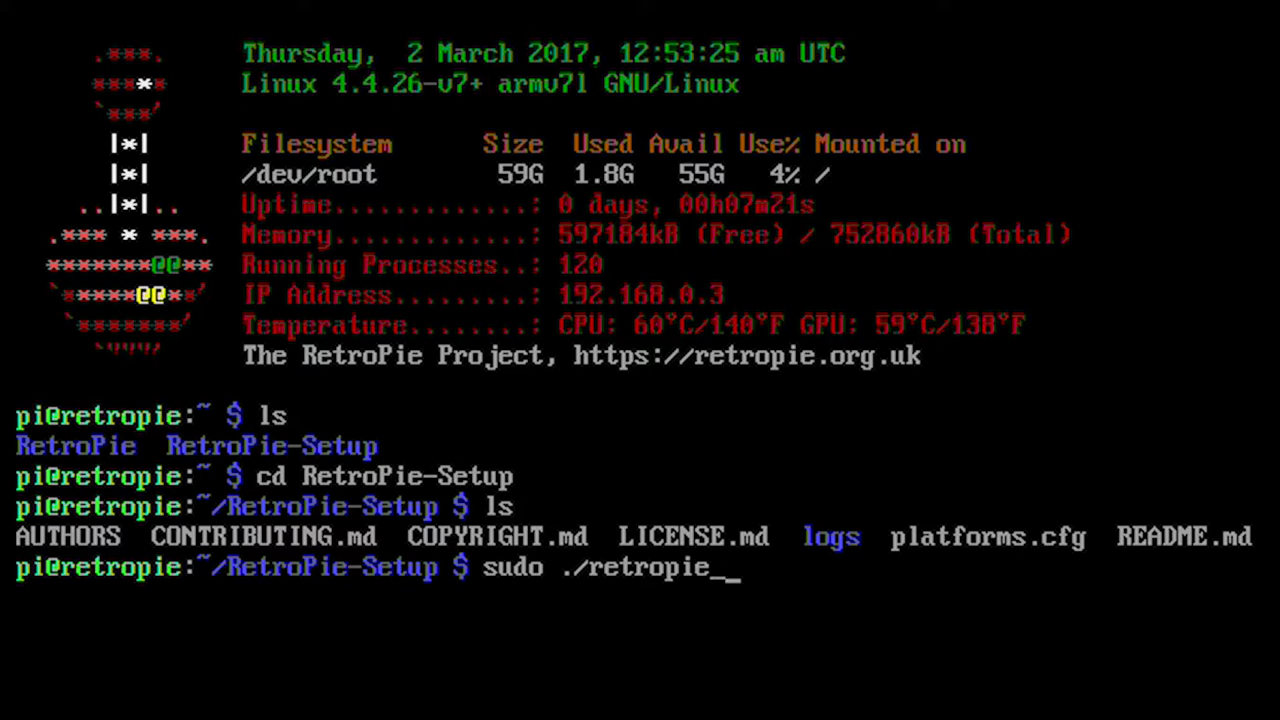 Thursday,  2 March 2017, 12:53:25 am UTC
Linux 4.4.26-v7+ armv7l GNU/Linux
Filesystem      Size  Used Avail Use% Mounted on
/dev/root        59G  1.8G   55G   4% /
Uptime.............: 0 days, 00h07m21s
Memory.............: 597184kB (Free) / 752860kB (Total)
Running Processes..: 120
IP Address.........: 192.168.0.3
Temperature........: CPU: 60°C/140°F GPU: 59°C/138°F
The RetroPie Project, https://retropie.org.uk
pi@retropie:~ $ ls
RetroPie  RetroPie-Setup
pi@retropie:~ $ cd RetroPie-Setup
pi@retropie:~/RetroPie-Setup $ ls
AUTHORS  CONTRIBUTING.md  COPYRIGHT.md  LICENSE.md  logs  platforms.cfg  README.md
pi@retropie:~/RetroPie-Setup $ sudo ./retropie_